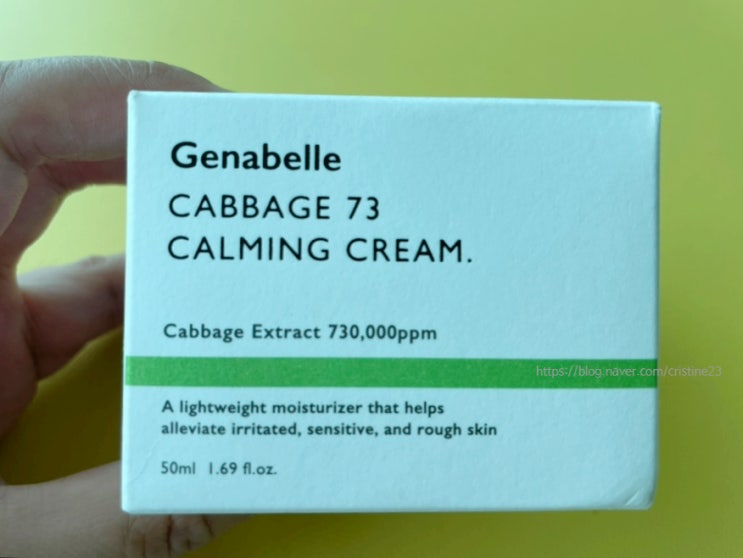 Genabelle
CABBAGE 73
CALMING CREAM.
Cabbage Extract 730,000ppm
https://blog.naver.com/cristine23
A lightweight moisturizer that helps
alleviate irritated, sensitive, and rough skin
50ml 1.69 fl.oz.